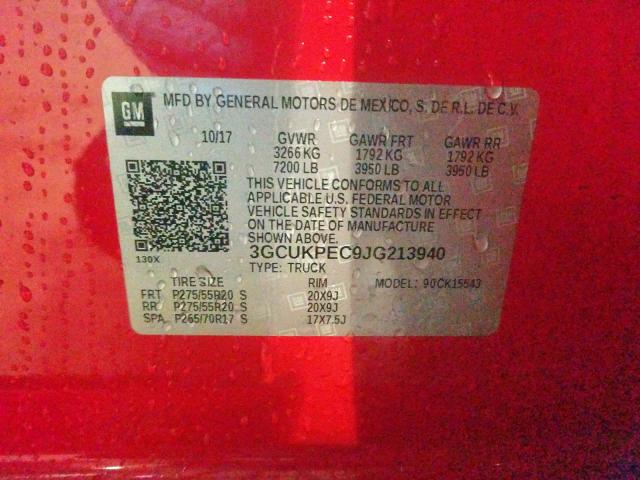 GM
MFD BY GENERAL MOTORS DE MEXICO, S. DE R.L. DE C.V.
10/17 GVWR GAWR FRT GAWR RR
3266 KG 1792 KG 1792 KG
7200 LB 3950 LB 3950 LB
THIS VEHICLE CONFORMS TO ALL
APPLICABLE U.S. FEDERAL MOTOR
VEHICLE SAFETY STANDARDS IN EFFECT
ON THE DATE OF MANUFACTURE
SHOWN ABOVE.
3GCUKPEC9JG213940
130X
TYPE: TRUCK
TIRE SIZE RIM MODEL: 90CK15543
FRT P275/55R20 S 20X9J
RR P275/55R20 S 20X9J
SPA P265/70R17 S 17X7.5J